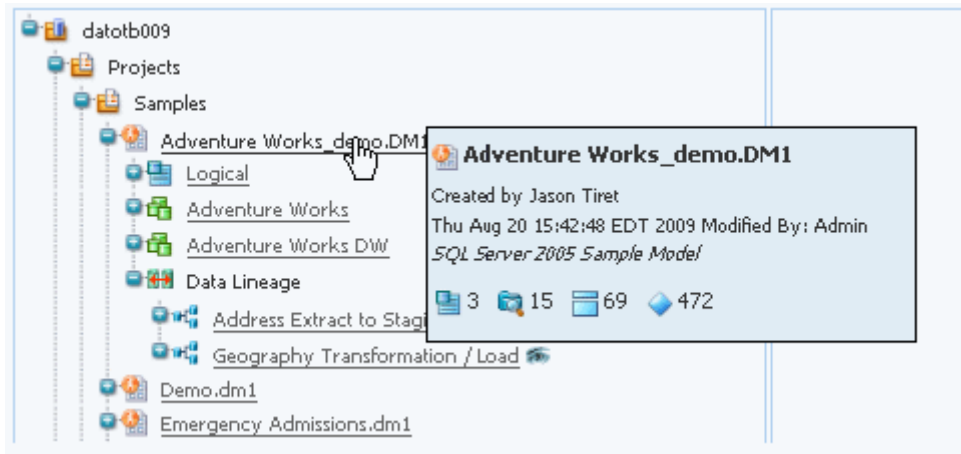 datotb009
Projects
Samples
Adventure Works_demo.DM1
Adventure Works_demo.DM1
Created by Jason Tiret
Thu Aug 20 15:42:48 EDT 2009 Modified By: Admin
SQL Server 2005 Sample Model
3 15 69 472
Logical
Adventure Works
Adventure Works DW
Data Lineage
Address Extract to Stagi
Geography Transformation / Load
Demo.dm1
Emergency Admissions.dm1